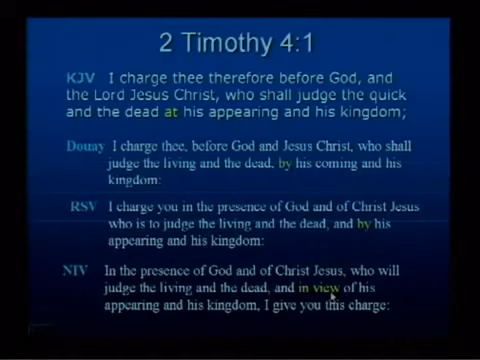 2 Timothy 4:1
KJV I charge thee therefore before God, and
the Lord Jesus Christ, who shall judge the quick
and the dead at his appearing and his kingdom;
Douay I charge thee, before God and Jesus Christ, who shall
judge the living and the dead, by his coming and his
kingdom:
RSV I charge you in the presence of God and of Christ Jesus
who is to judge the living and the dead, and by his
appearing and his kingdom:
NIV In the presence of God and of Christ Jesus, who will
judge the living and the dead, and in view of his
appearing and his kingdom, I give you this charge: